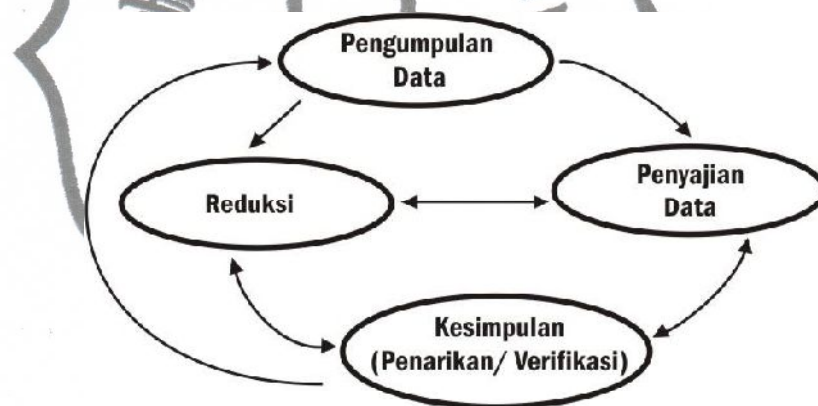 Pengumpulan
Data
Reduksi
Penyajian
Data
Kesimpulan
(Penarikan/ Verifikasi)